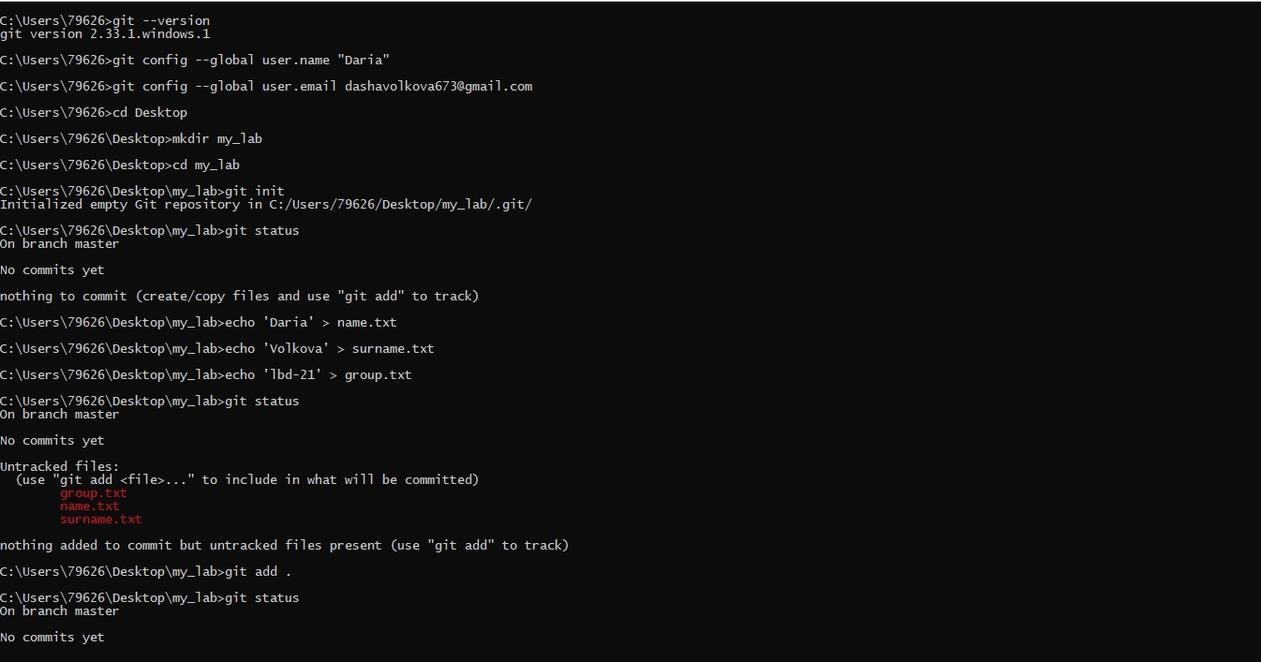 C:\Users\79626>git --version
git version 2.33.1.windows.1
C:\Users\79626>git config --global user.name "Daria"
C:\Users\79626>git config --global user.email dashavolkova673@gmail.com
C:\Users\79626>cd Desktop
C:\Users\79626\Desktop>mkdir my_lab
C:\Users\79626\Desktop>cd my_lab
C:\Users\79626\Desktop\my_lab>git init
Initialized empty Git repository in C:/Users/79626/Desktop/my_lab/.git/
C:\Users\79626\Desktop\my_lab>git status
On branch master
No commits yet
nothing to commit (create/copy files and use "git add" to track)
C:\Users\79626\Desktop\my_lab>echo 'Daria' > name.txt
C:\Users\79626\Desktop\my_lab>echo 'Volkova' > surname.txt
C:\Users\79626\Desktop\my_lab>echo 'lbd-21' > group.txt
C:\Users\79626\Desktop\my_lab>git status
On branch master
No commits yet
Untracked files:
(use "git add <file>..." to include in what will be committed)
group.txt
name.txt
surname.txt
nothing added to commit but untracked files present (use "git add" to track)
C:\Users\79626\Desktop\my_lab>git add .
C:\Users\79626\Desktop\my_lab>git status
On branch master
No commits yet